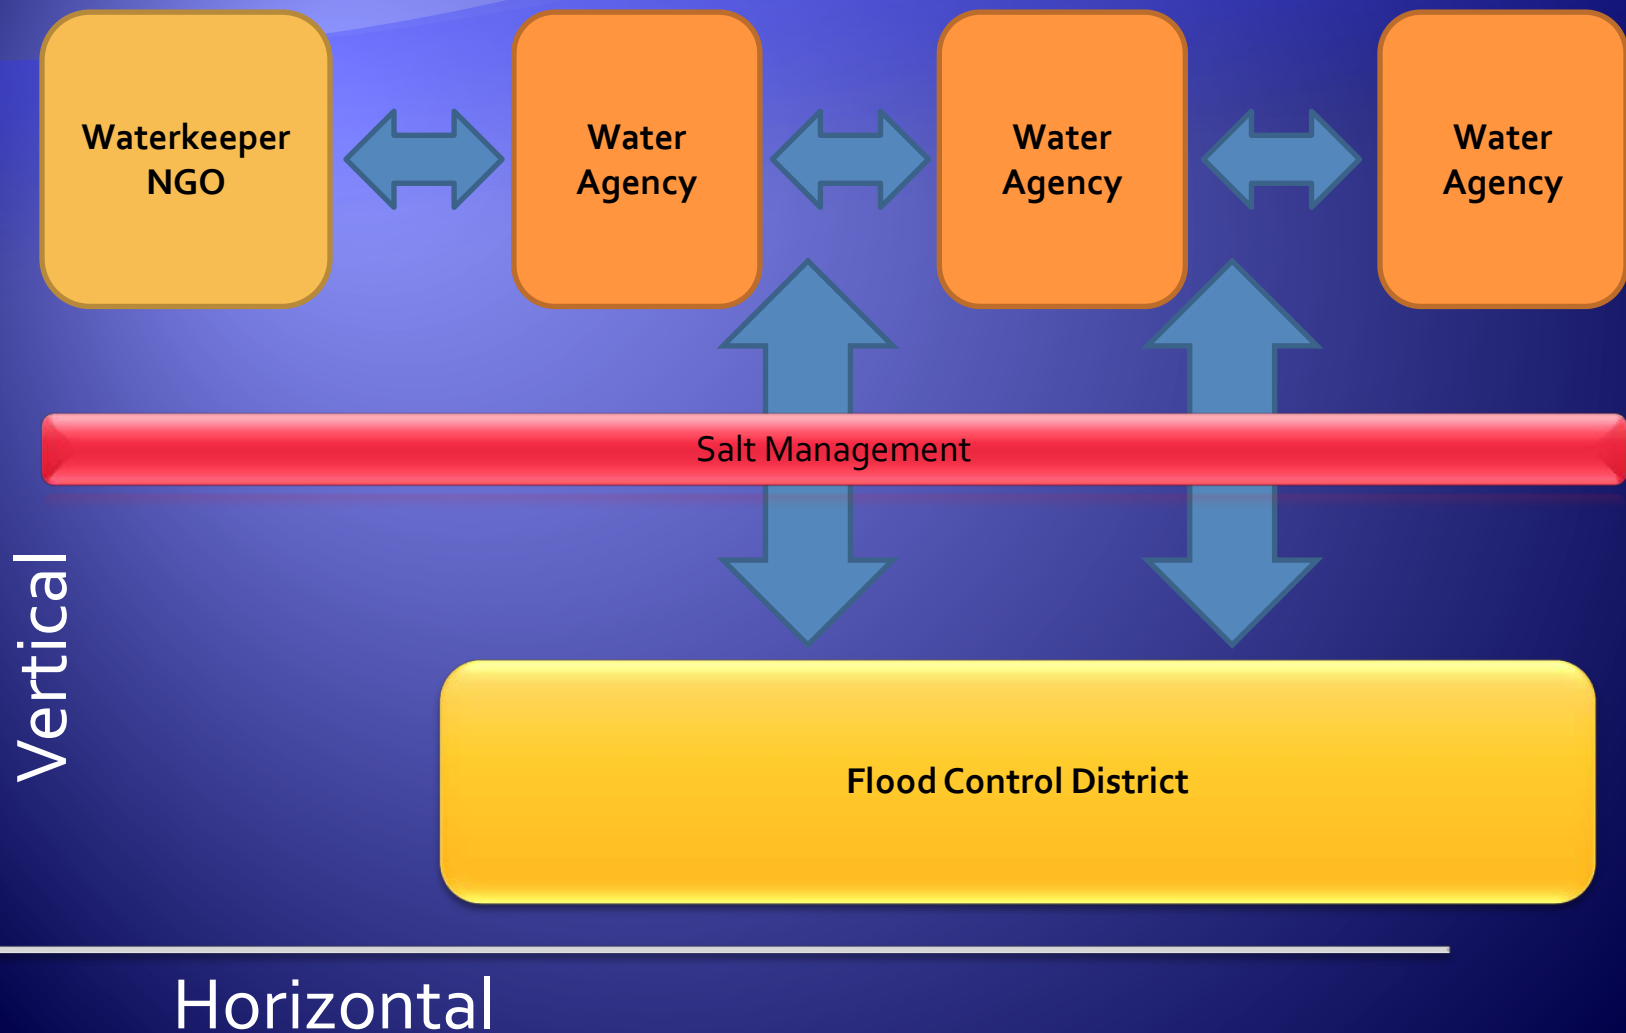 Waterkeeper
NGO
Water
Agency
Water
Agency
Water
Agency
Salt Management
Vertical
Flood Control District
Horizontal